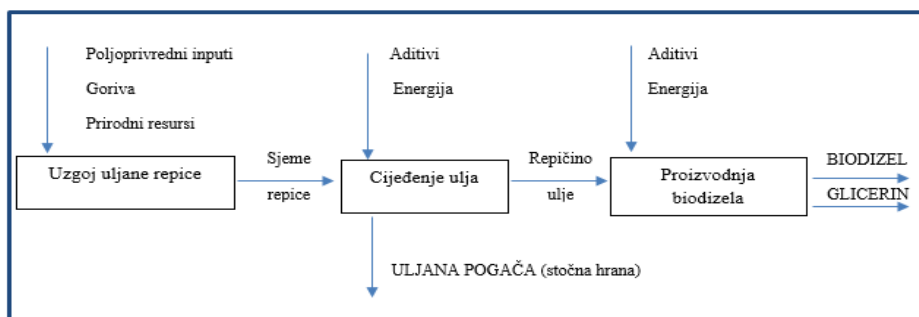 Poljoprivredni inputi
Goriva
Prirodni resursi
Aditivi
Energija
Aditivi
Energija
Uzgoj uljane repice
Sjeme
repice
Cijeđenje ulja
Repičino
ulje
Proizvodnja
biodizela
BIODIZEL
GLICERIN
ULJANA POGAČA (stočna hrana)